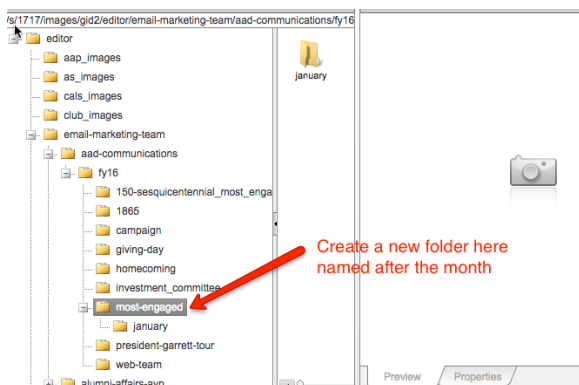 /s/1717/images/gid2/editor/email-marketing-team/aad-communications/fy16
editor
aap_images
as_images
cals_images
club_images
email-marketing-team
aad-communications
fy16
150-sesquicentennial_most_enga
1865
campaign
giving-day
homecoming
investment_committee
most-engaged
january
president-garrett-tour
web-team
alumni-affairs-avp
january
Create a new folder here
named after the month
Preview
Properties